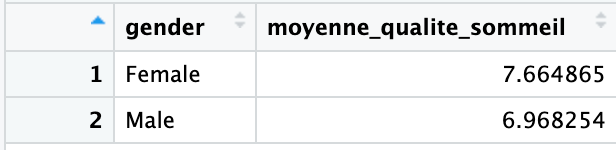 gender moyenne_qualite_sommeil
1 Female 7.664865
2 Male 6.968254